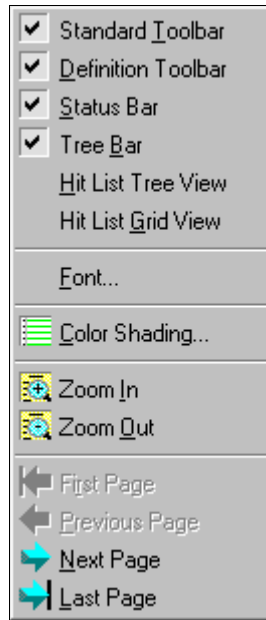 Standard Toolbar
Definition Toolbar
Status Bar
Tree Bar
Hit List Tree View
Hit List Grid View
Font...
Color Shading...
Zoom In
Zoom Out
First Page
Previous Page
Next Page
Last Page